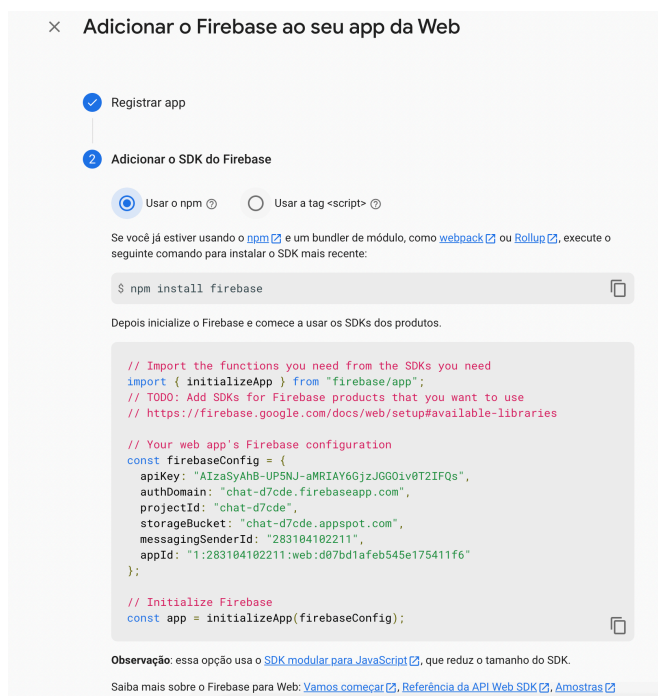 Adicionar o Firebase ao seu app da Web
Registrar app
2 Adicionar o SDK do Firebase
Usar o npm
Usar a tag <script>
Se você já estiver usando o npm e um bundler de módulo, como webpack ou Rollup, execute o
seguinte comando para instalar o SDK mais recente:
$ npm install firebase
Depois inicialize o Firebase e comece a usar os SDKs dos produtos.
// Import the functions you need from the SDKs you need
import { initializeApp } from "firebase/app";
// TODO: Add SDKs for Firebase products that you want to use
// https://firebase.google.com/docs/web/setup#available-libraries
// Your web app's Firebase configuration
const firebaseConfig = {
apiKey: "AIzaSyAhB-UP5NJ-aMRIAY6GjzJGGOiv0T2IFQs",
authDomain: "chat-d7cde.firebaseapp.com",
projectId: "chat-d7cde",
storageBucket: "chat-d7cde.appspot.com",
messagingSenderId: "283104102211",
appId: "1:283104102211:web:d07bd1afeb545e175411f6"
};
// Initialize Firebase
const app = initializeApp(firebaseConfig);
Observação: essa opção usa o SDK modular para JavaScript, que reduz o tamanho do SDK.
Saiba mais sobre o Firebase para Web: Vamos começar, Referência da API Web SDK, Amostras